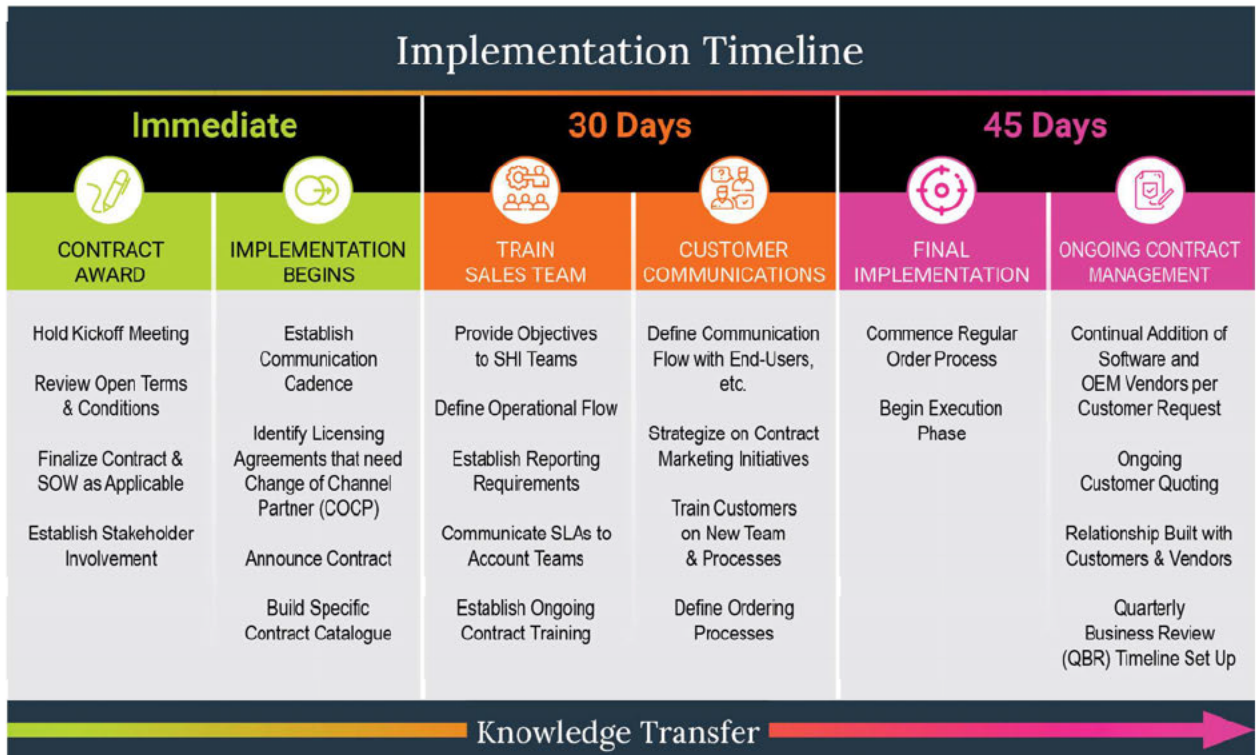 Implementation Timeline
Immediate
30 Days
45 Days
CONTRACT
AWARD
IMPLEMENTATION
BEGINS
TRAIN
SALES TEAM
CUSTOMER
COMMUNICATIONS
FINAL
IMPLEMENTATION
ONGOING CONTRACT
MANAGEMENT
Hold Kickoff Meeting
Review Open Terms
& Conditions
Finalize Contract &
SOW as Applicable
Establish Stakeholder
Involvement
Establish
Communication
Cadence
Identify Licensing
Agreements that need
Change of Channel
Partner (COCP)
Announce Contract
Build Specific
Contract Catalogue
Provide Objectives
to SHI Teams
Define Operational Flow
Establish Reporting
Requirements
Communicate SLAs to
Account Teams
Establish Ongoing
Contract Training
Define Communication
Flow with End-Users,
etc.
Strategize on Contract
Marketing Initiatives
Train Customers
on New Team
& Processes
Define Ordering
Processes
Commence Regular
Order Process
Begin Execution
Phase
Continual Addition of
Software and
OEM Vendors per
Customer Request
Ongoing
Customer Quoting
Relationship Built with
Customers & Vendors
Quarterly
Business Review
(QBR) Timeline Set Up
Knowledge Transfer